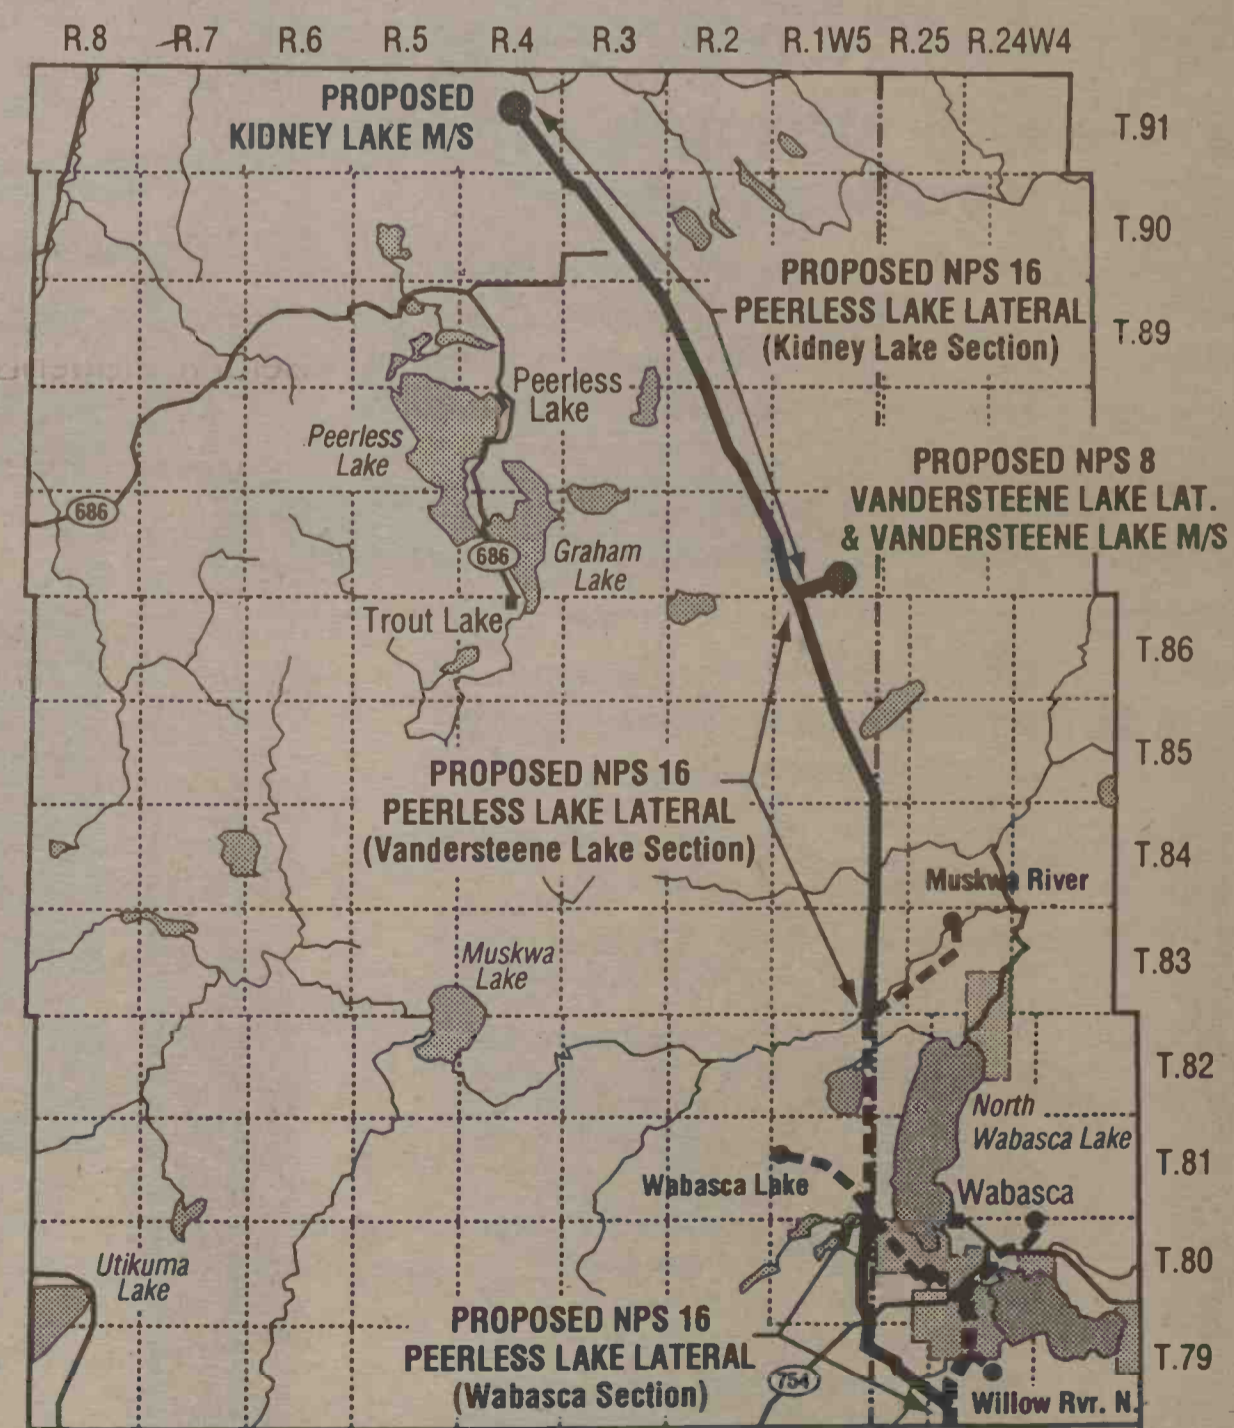 R.8 R.7 R.6 R.5 R.4 R.3 R.2 R.1W5 R.25 R.24W4
PROPOSED
KIDNEY LAKE M/S
T.91
T.90
PROPOSED NPS 16
PEERLESS LAKE LATERAL
(Kidney Lake Section)
T.89
Peerless
Lake
Peerless
Lake
PROPOSED NPS 8
VANDERSTEENE LAKE LAT.
& VANDERSTEENE LAKE M/S
686
686
Graham
Lake
Trout Lake
T.86
T.85
PROPOSED NPS 16
PEERLESS LAKE LATERAL
(Vandersteene Lake Section)
T.84
Muskwa River
Muskwa
Lake
T.83
T.82
North
Wabasca Lake
T.81
Wabasca Lake
Wabasca
Utikuma
Lake
T.80
PROPOSED NPS 16
PEERLESS LAKE LATERAL
(Wabasca Section)
T.79
754
Willow Rvr. N.